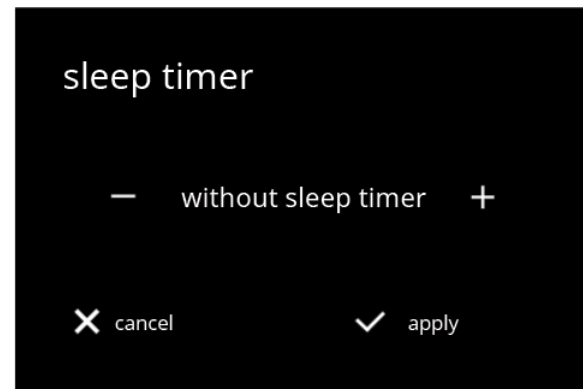 sleep timer
− without sleep timer +
cancel apply